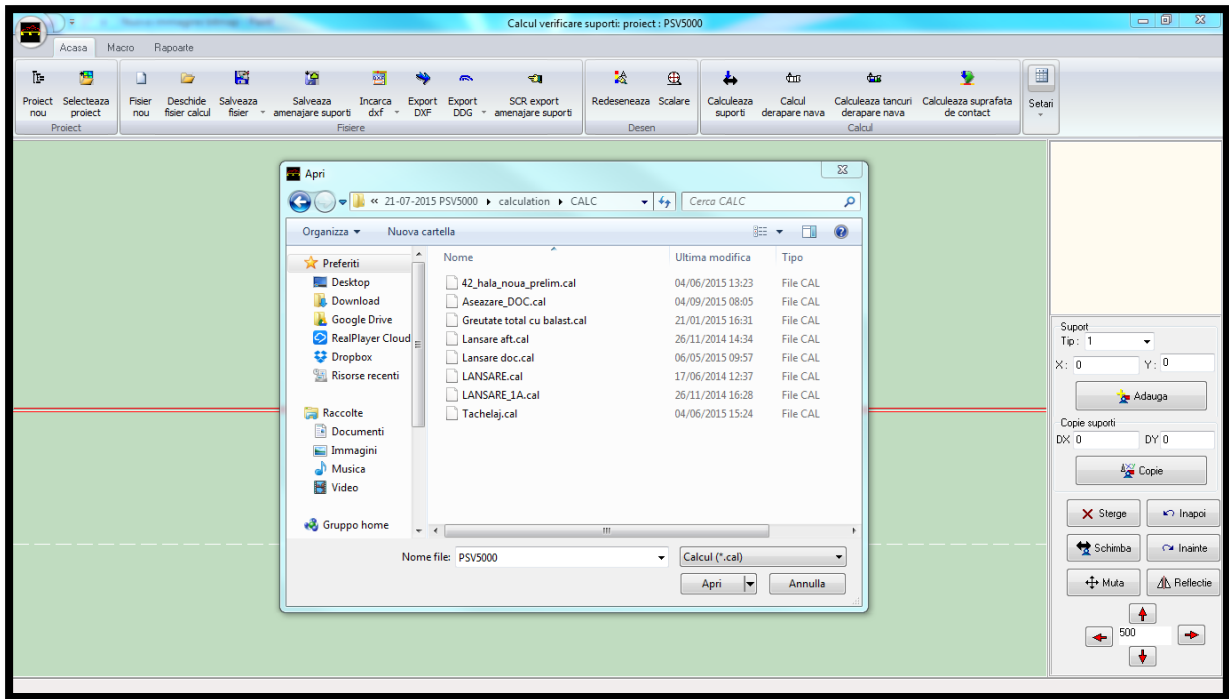 Calcul verificare suporti: proiect : PSV5000
Acasa Macro Rapoarte
Proiect nou
Selecteaza proiect
Fisier nou
Deschide fisier calcul
Salveaza fisier
Salveaza amenajare suporti
Incarca dxf
Export DXF
Export DDG
SCR export amenajare suporti
Redeseneaza
Scalare
Calculeaza suporti
Calcul derapare nava
Calculeaza tancuri derapare nava
Calculeaza suprafata de contact
Setari
Proiect Fisiere Desen Calcul
Apri
« 21-07-2015 PSV5000 calculation CALC
Cerca CALC
Organizza Nuova cartella
Preferiti
Desktop
Download
Google Drive
RealPlayer Cloud
Dropbox
Risorse recenti
Raccolte
Documenti
Immagini
Musica
Video
Gruppo home
Nome Ultima modifica Tipo
42_hala_noua_prelim.cal 04/06/2015 13:23 File CAL
Aseazare_DOC.cal 04/09/2015 08:05 File CAL
Greutate total cu balast.cal 21/01/2015 16:31 File CAL
Lansare aft.cal 26/11/2014 14:34 File CAL
Lansare doc.cal 06/05/2015 09:57 File CAL
LANSARE.cal 17/06/2014 12:37 File CAL
LANSARE_1A.cal 26/11/2014 16:28 File CAL
Tachelaj.cal 04/06/2015 15:24 File CAL
Nome file: PSV5000 Calcul (*.cal)
Apri Annulla
Suport
Tip : 1
X : 0 Y : 0
Adauga
Copie suporti
DX 0 DY 0
Copie
Sterge Inapoi
Schimba Inainte
Muta Reflectie
500